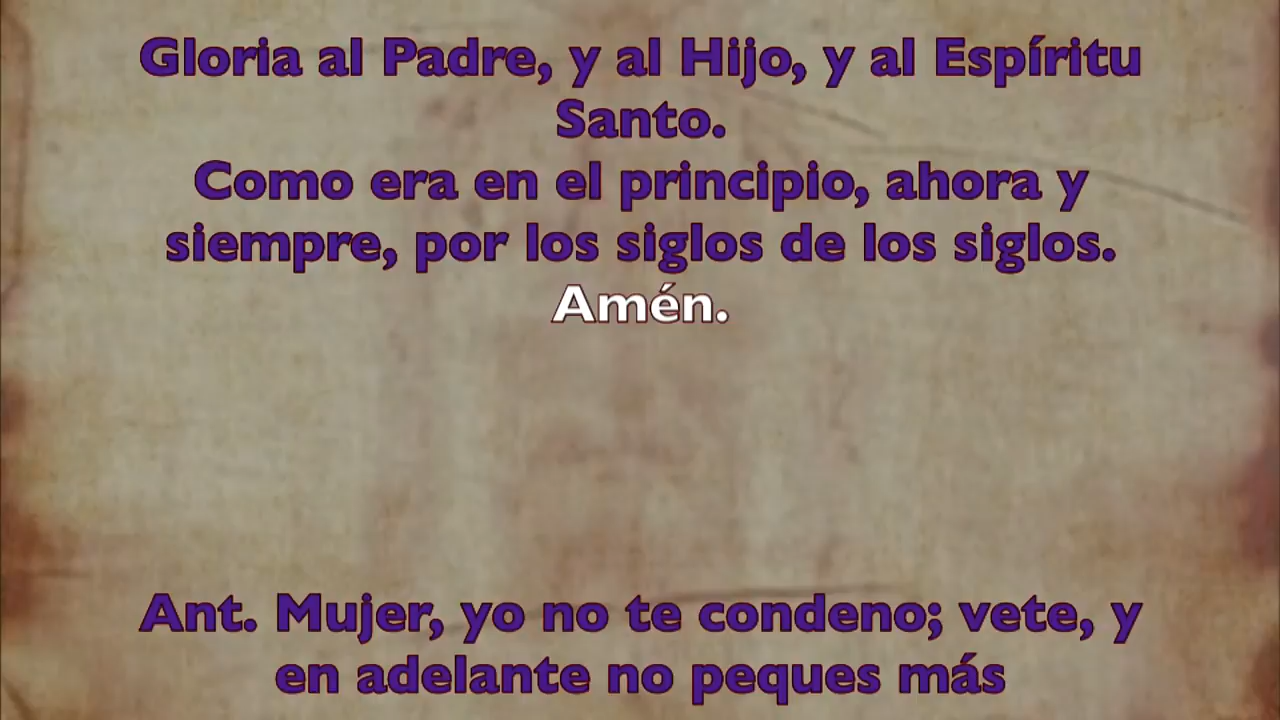 Gloria al Padre, y al Hijo, y al Espíritu
Santo.
Como era en el principio, ahora y
siempre, por los siglos de los siglos.
Amén.
Ant. Mujer, yo no te condeno; vete, y
en adelante no peques más